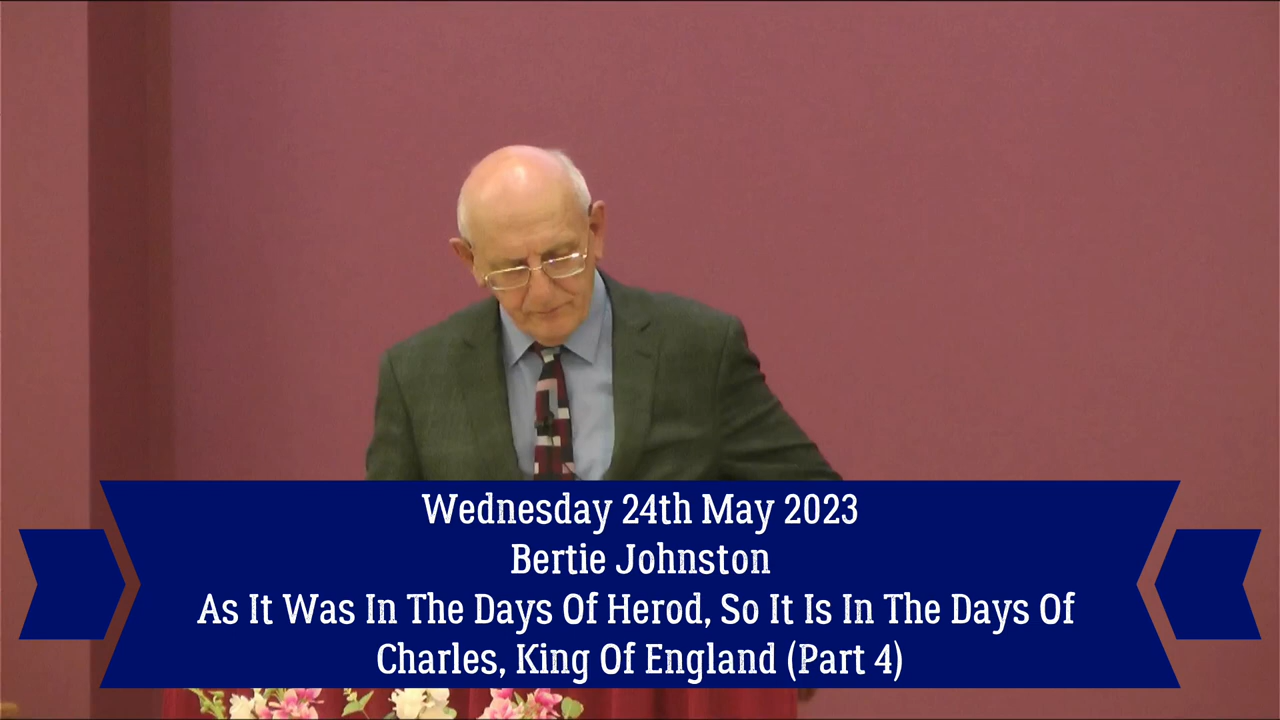 Wednesday 24th May 2023
Bertie Johnston
As It Was In The Days Of Herod, So It Is In The Days Of
Charles, King Of England (Part 4)